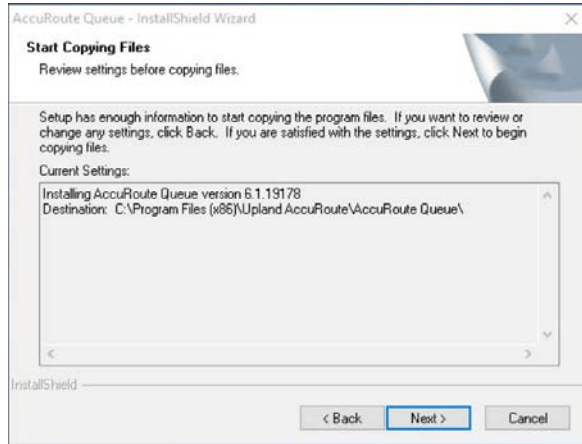 AccuRoute Queue - InstallShield Wizard
Start Copying Files
Review settings before copying files.
Setup has enough information to start copying the program files. If you want to review or
change any settings, click Back. If you are satisfied with the settings, click Next to begin
copying files.
Current Settings:
Installing AccuRoute Queue version 6.1.19178
Destination: C:\Program Files (x86)\Upland AccuRoute\AccuRoute Queue\
InstallShield
< Back Next > Cancel